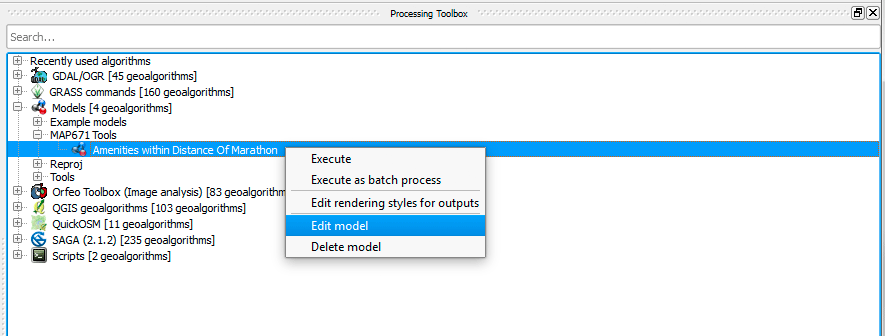 Processing Toolbox
Search...
Recently used algorithms
GDAL/OGR [45 geoalgorithms]
GRASS commands [160 geoalgorithms]
Models [4 geoalgorithms]
Example models
MAP671 Tools
Amenities within Distance Of Marathon
Reproj
Tools
Orfeo Toolbox (Image analysis) [83 geoalgorithm
QGIS geoalgorithms [103 geoalgorithms]
QuickOSM [11 geoalgorithms]
SAGA (2.1.2) [235 geoalgorithms]
Scripts [2 geoalgorithms]
Execute
Execute as batch process
Edit rendering styles for outputs
Edit model
Delete model